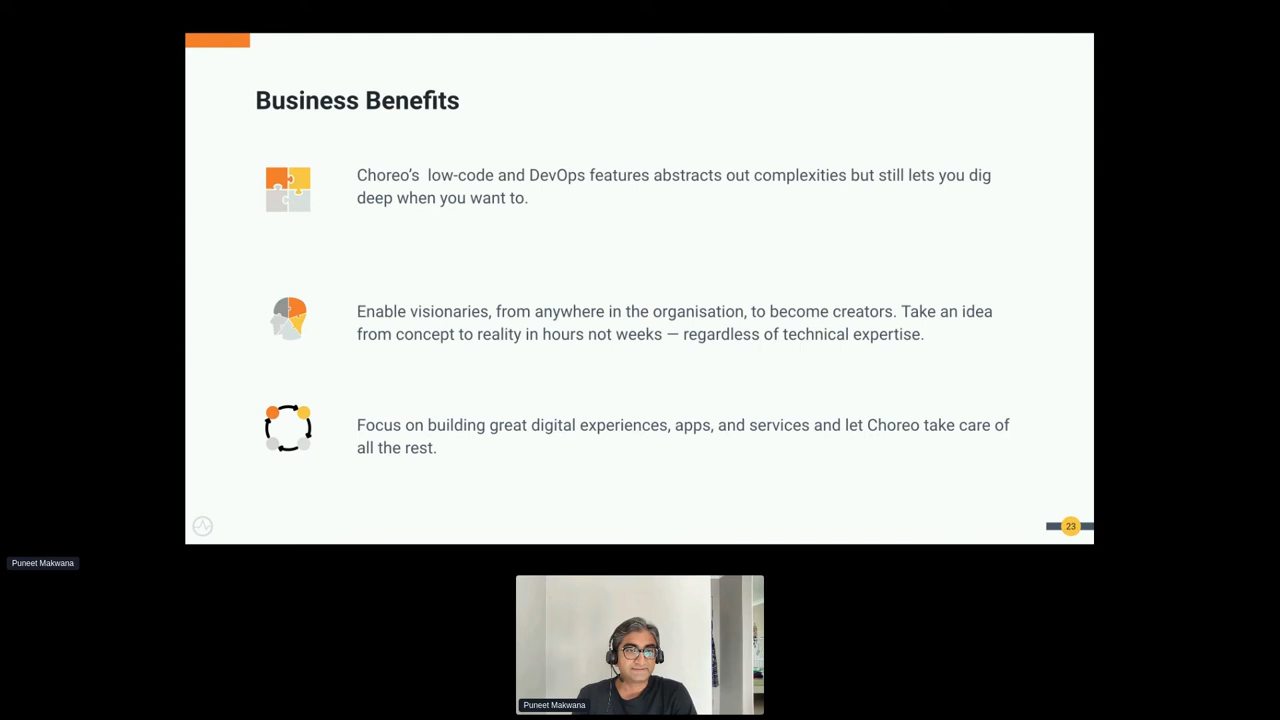 Business Benefits
Choreo’s  low-code and DevOps features abstracts out complexities but still lets you dig
deep when you want to.
Enable visionaries, from anywhere in the organisation, to become creators. Take an idea
from concept to reality in hours not weeks — regardless of technical expertise.
Focus on building great digital experiences, apps, and services and let Choreo take care of
all the rest.
23
Puneet Makwana
Puneet Makwana